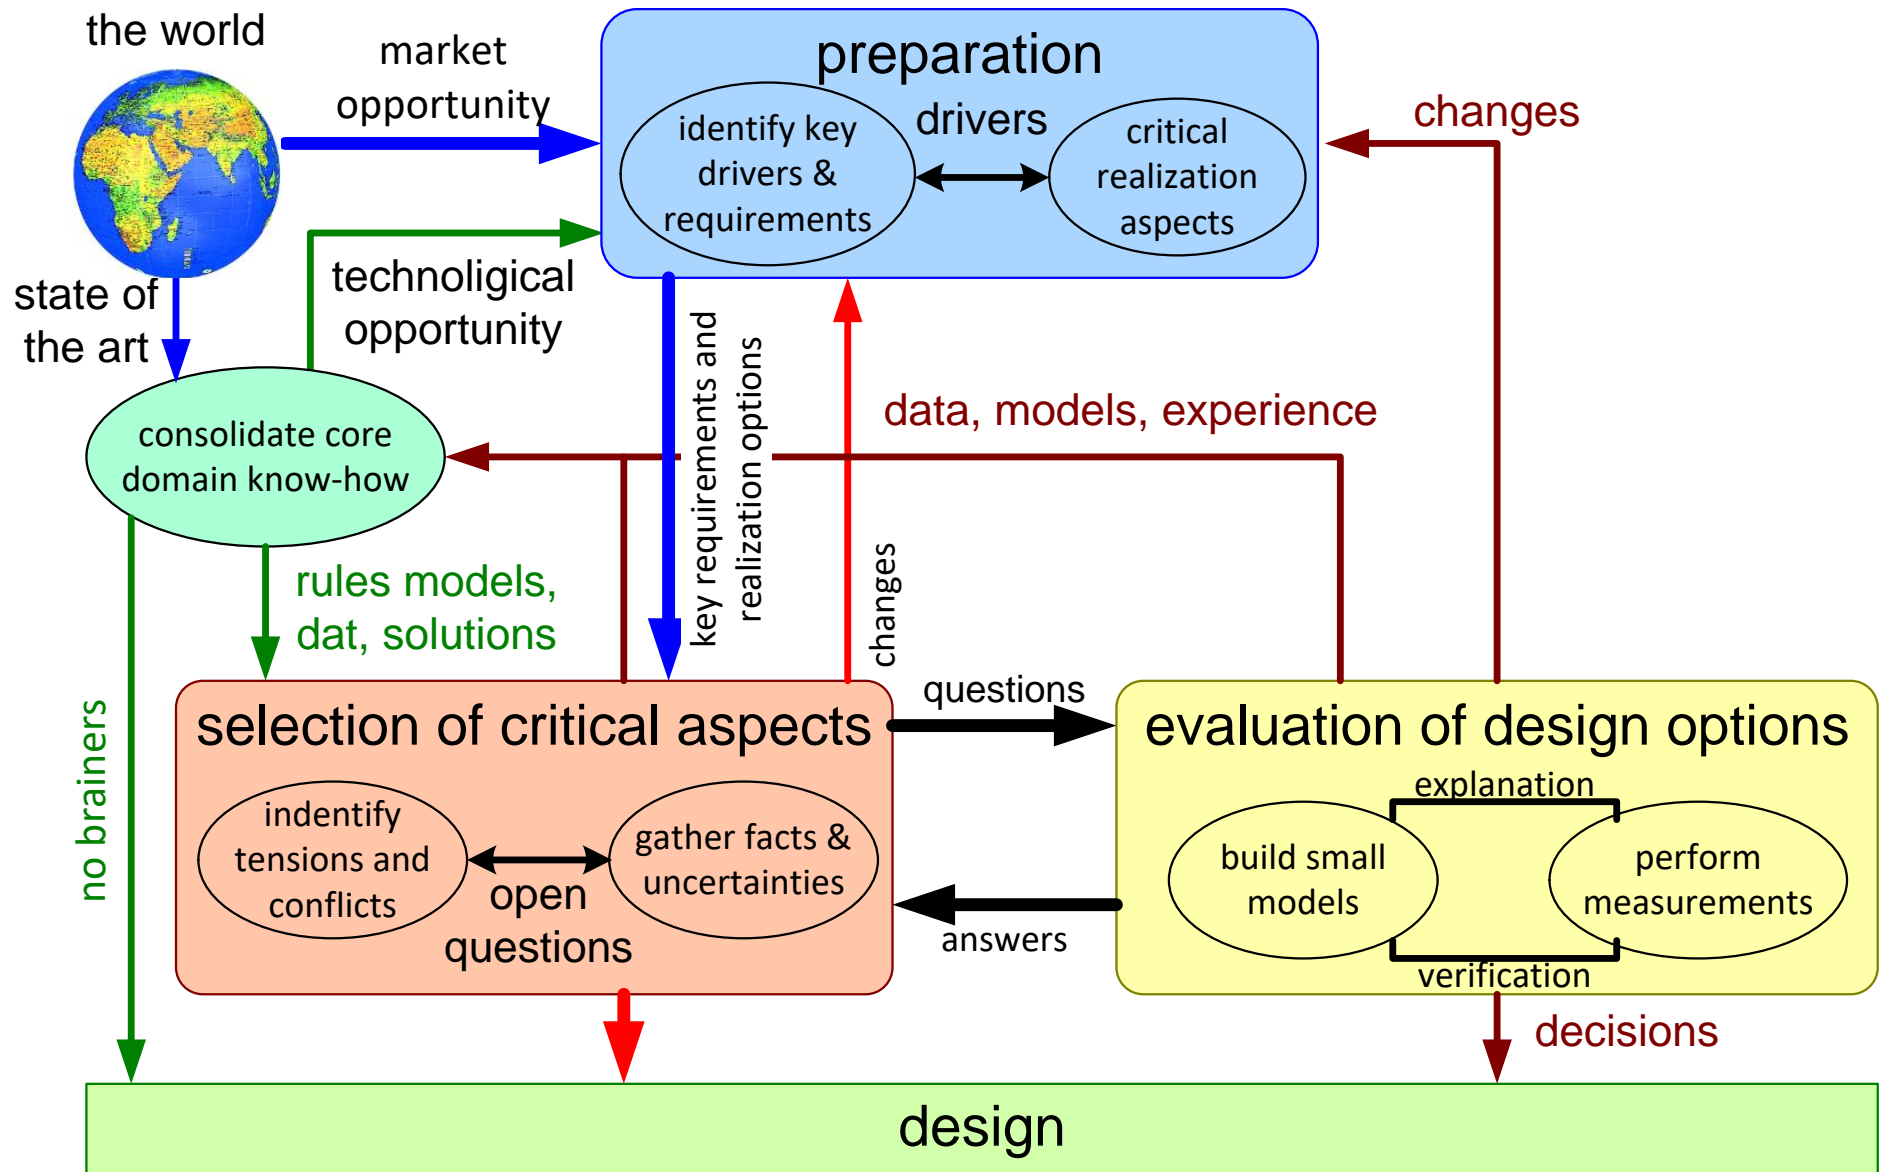 the world
market
opportunity
preparation
identify key
drivers &
requirements
drivers
critical
realization
aspects
changes
state of
the art
technoligical
opportunity
key requirements and
realization options
data, models, experience
consolidate core
domain know-how
rules models,
dat, solutions
changes
no brainers
selection of critical aspects
indentify
tensions and
conflicts
open
questions
gather facts &
uncertainties
questions
answers
evaluation of design options
explanation
build small
models
perform
measurements
verification
decisions
design